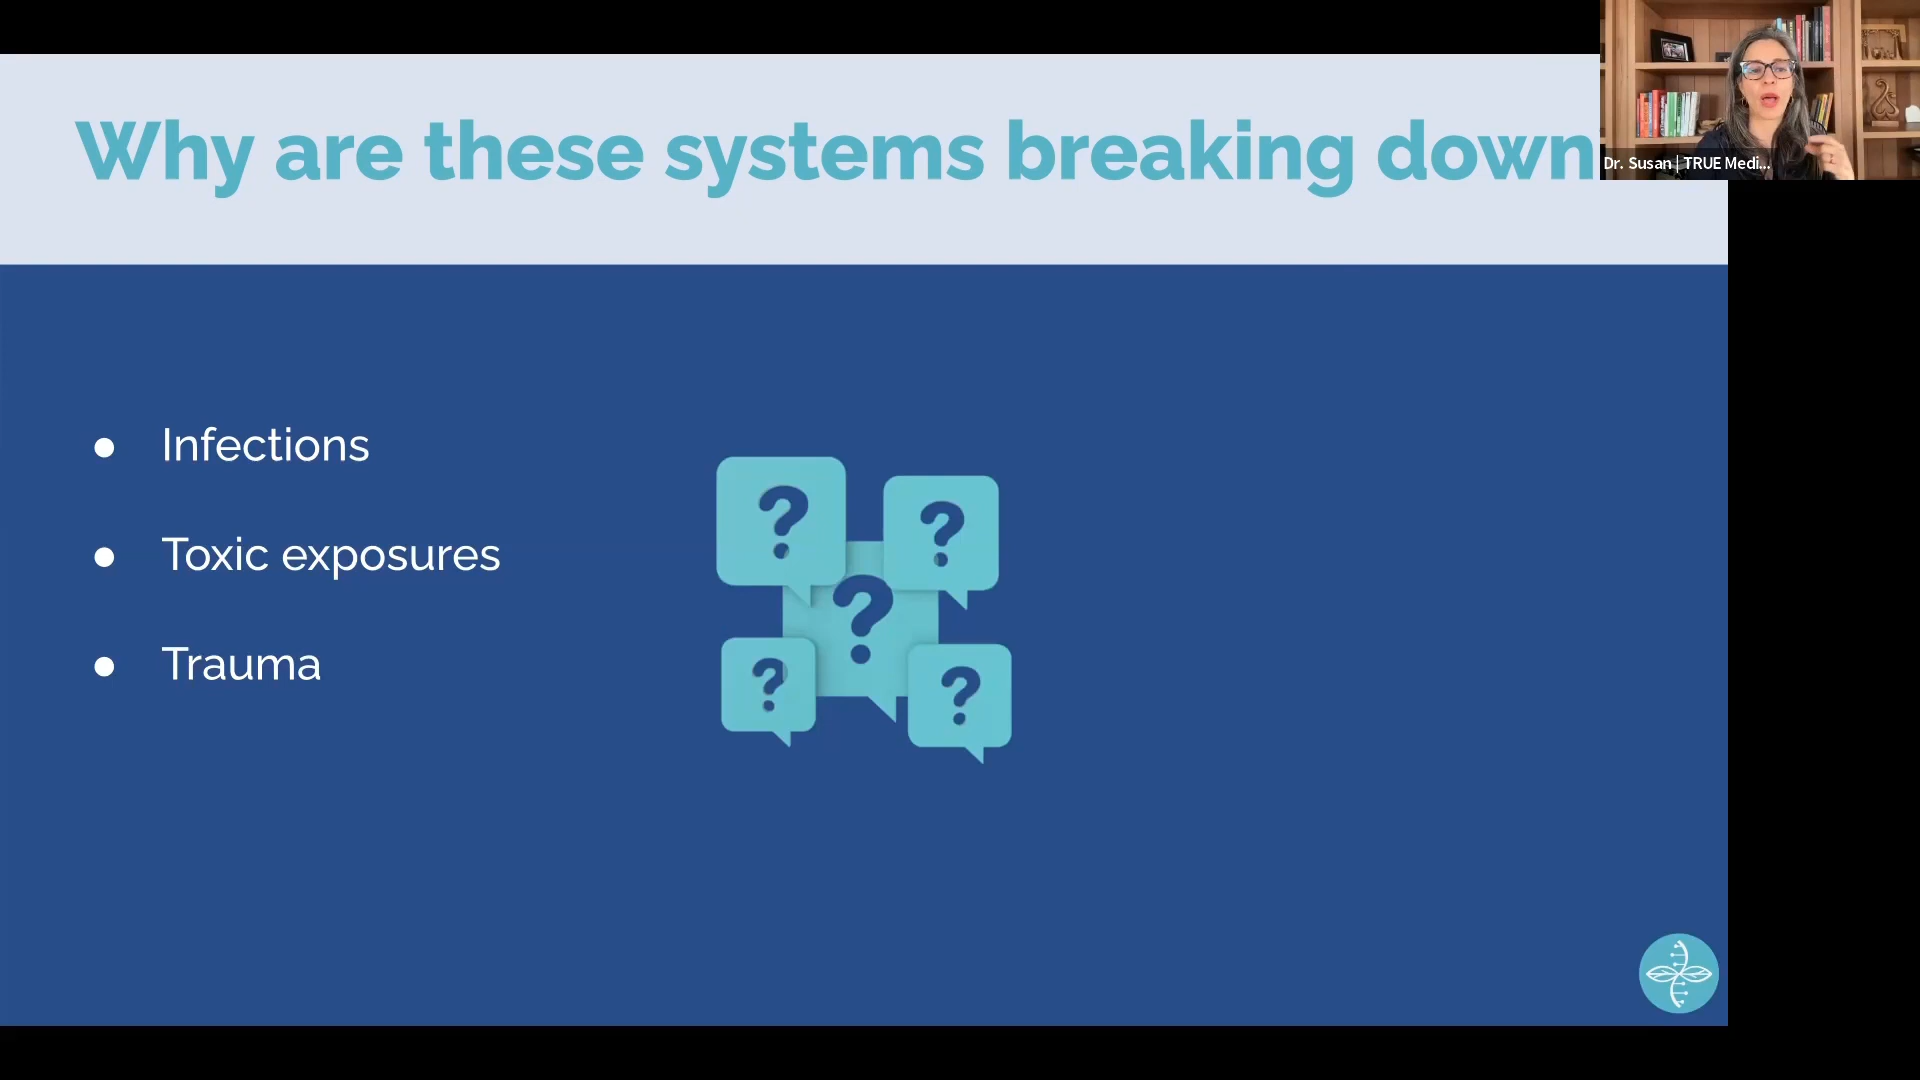 Why are these systems breaking down
Dr. Susan | TRUE Medi...
● Infections
● Toxic exposures
● Trauma
?
?
?
?
?